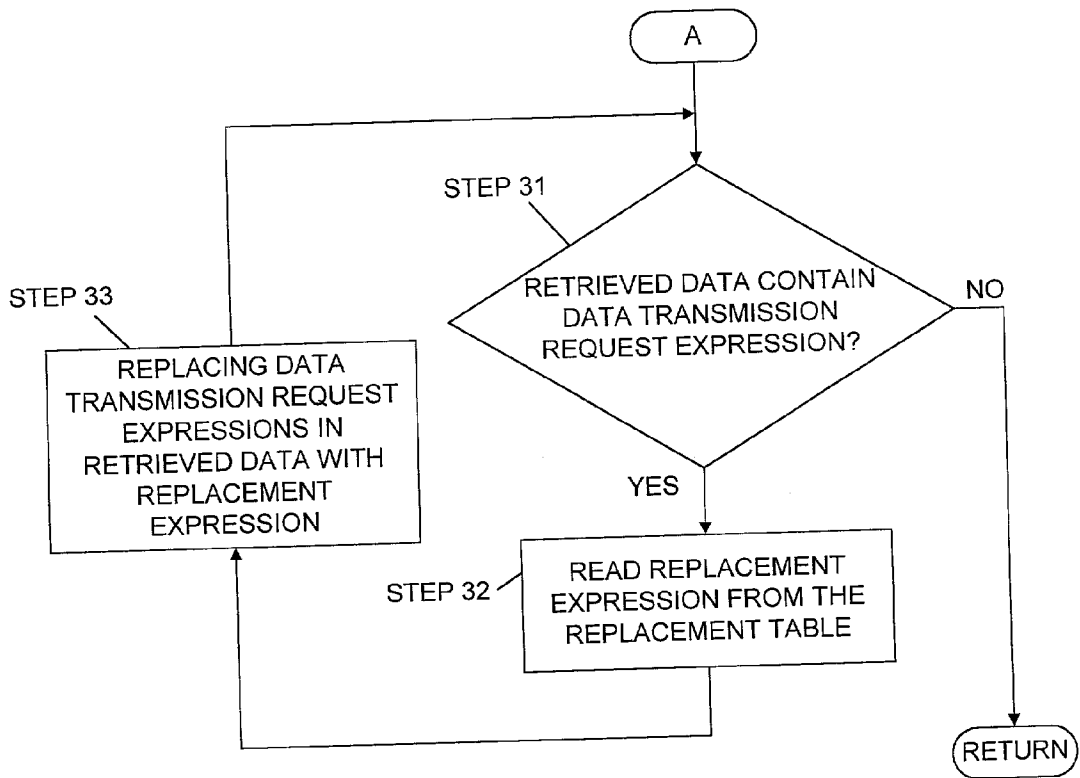 A
STEP 31
RETRIEVED DATA CONTAIN
DATA TRANSMISSION
REQUEST EXPRESSION?
NO
YES
STEP 32
READ REPLACEMENT
EXPRESSION FROM THE
REPLACEMENT TABLE
STEP 33
REPLACING DATA
TRANSMISSION REQUEST
EXPRESSIONS IN
RETRIEVED DATA WITH
REPLACEMENT
EXPRESSION
RETURN